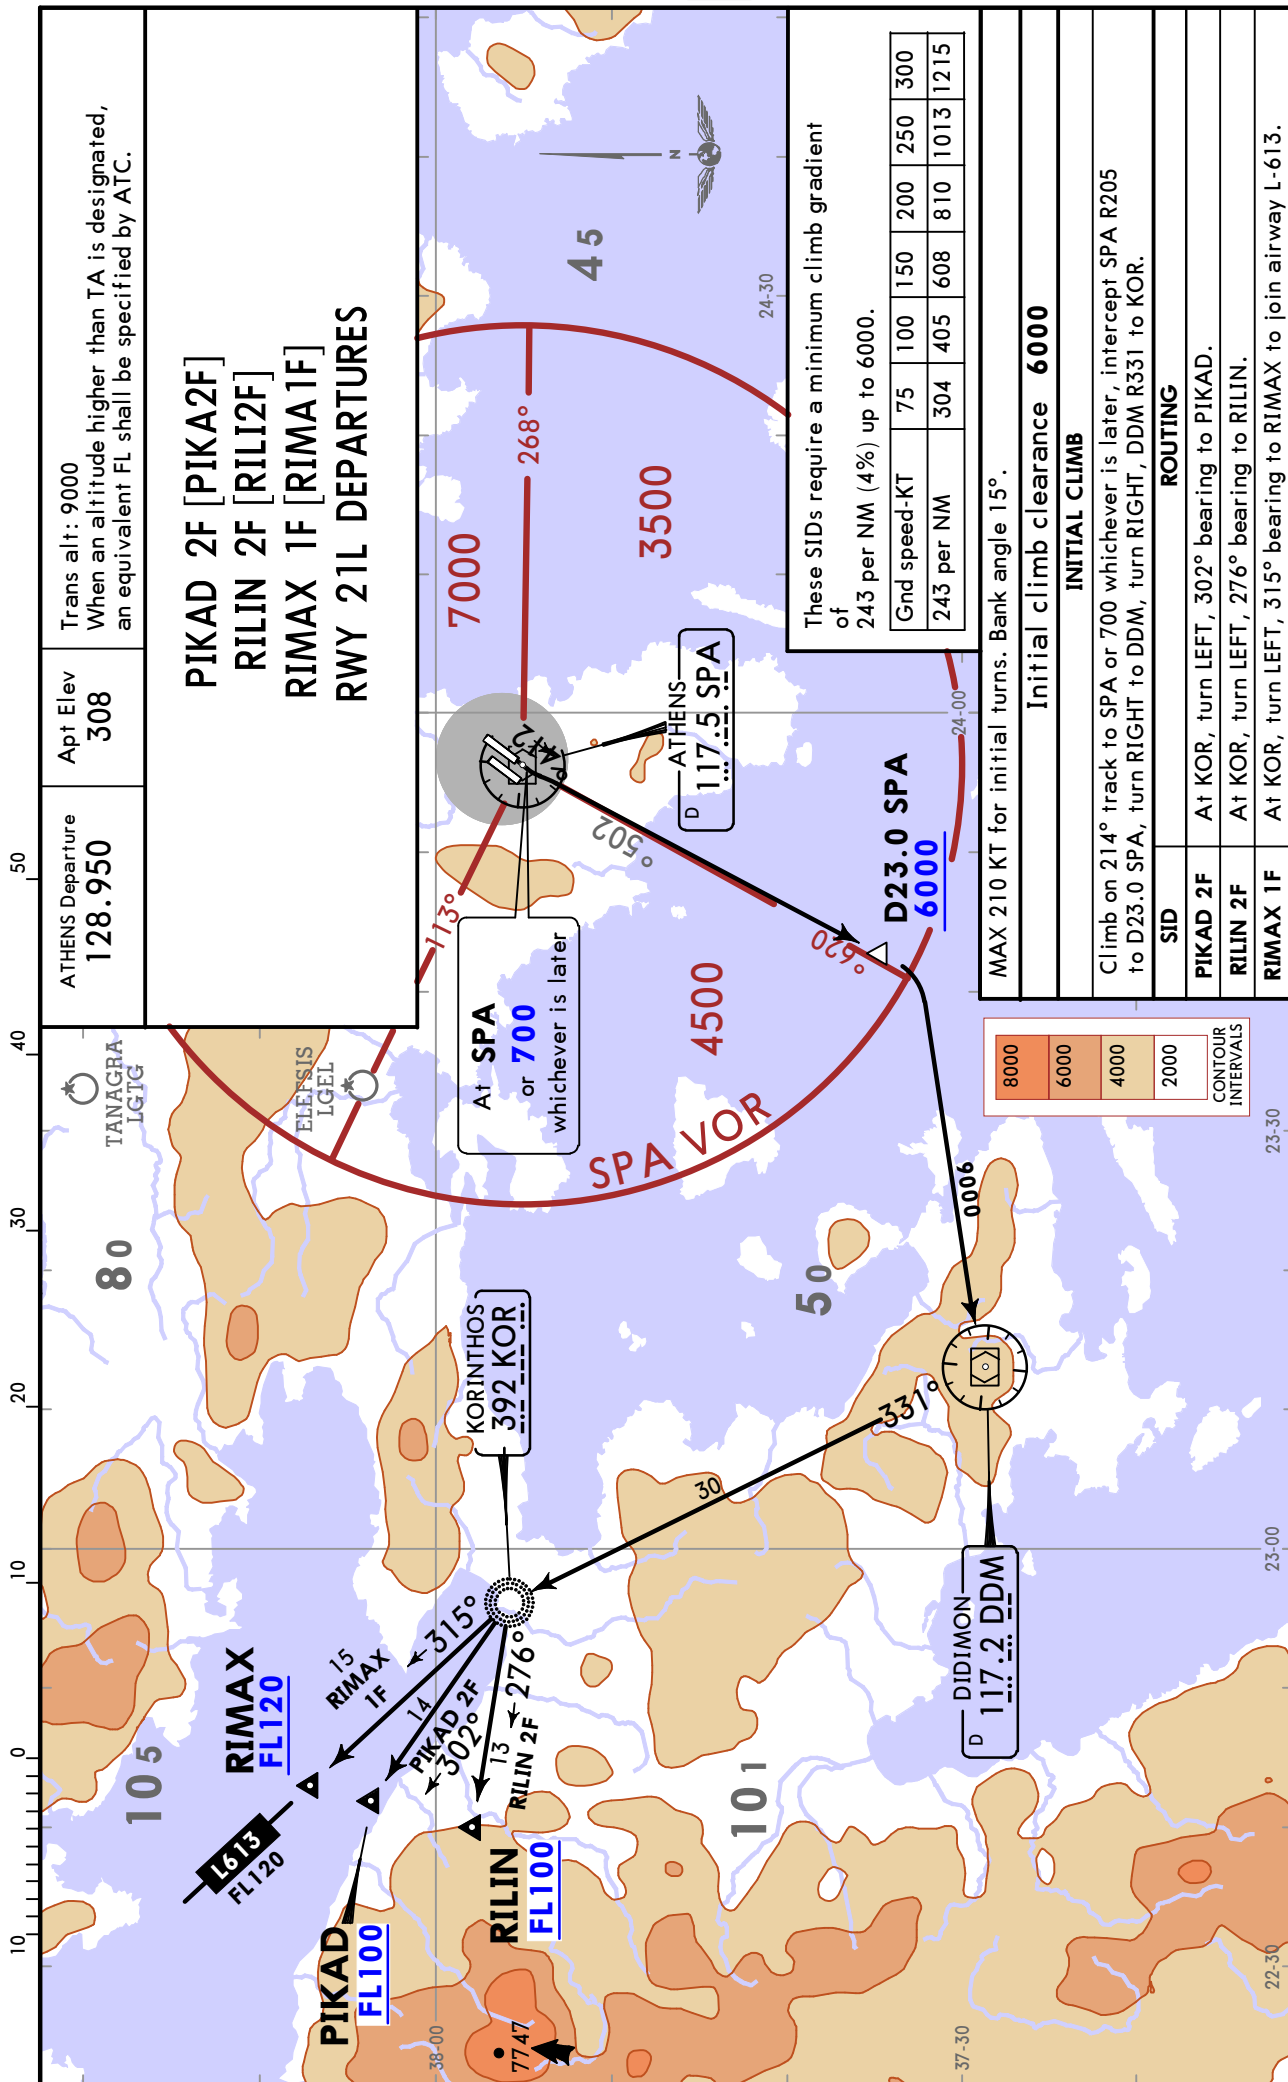 ATHENS Departure
128.950
Apt Elev
308
Trans alt: 9000
When an altitude higher than TA is designated,
an equivalent FL shall be specified by ATC.
PIKAD 2F [PIKA2F]
RILIN 2F [RILI2F]
RIMAX 1F [RIMA1F]
RWY 21L DEPARTURES
10 0 10 20 30 40 50
TANAGRA
LGTG
ELEFSIS
LGEL
80
105
45
50
101
L613
FL120
RIMAX
FL120
15
RIMAX
1F
315°
PIKAD
FL100
14
PIKAD 2F
302°
RILIN
FL100
13
276°
RILIN 2F
7747
KORINTHOS
392 KOR
30
331°
D
DIDIMON
117.2 DDM
9000
SPA VOR
113°
268°
029°
7000
3500
4500
At SPA
or 700
whichever is later
214°
205°
D
ATHENS
117.5 SPA
D23.0 SPA
6000
N
38-00
37-30
22-30
23-00
23-30
24-00
24-30
8000
6000
4000
2000
CONTOUR
INTERVALS
These SIDs require a minimum climb gradient
of
243 per NM (4%) up to 6000.
Gnd speed-KT 75 100 150 200 250 300
243 per NM 304 405 608 810 1013 1215
MAX 210 KT for initial turns. Bank angle 15°.
Initial climb clearance 6000
INITIAL CLIMB
Climb on 214° track to SPA or 700 whichever is later, intercept SPA R205
to D23.0 SPA, turn RIGHT to DDM, turn RIGHT, DDM R331 to KOR.
SID ROUTING
PIKAD 2F At KOR, turn LEFT, 302° bearing to PIKAD.
RILIN 2F At KOR, turn LEFT, 276° bearing to RILIN.
RIMAX 1F At KOR, turn LEFT, 315° bearing to RIMAX to join airway L-613.